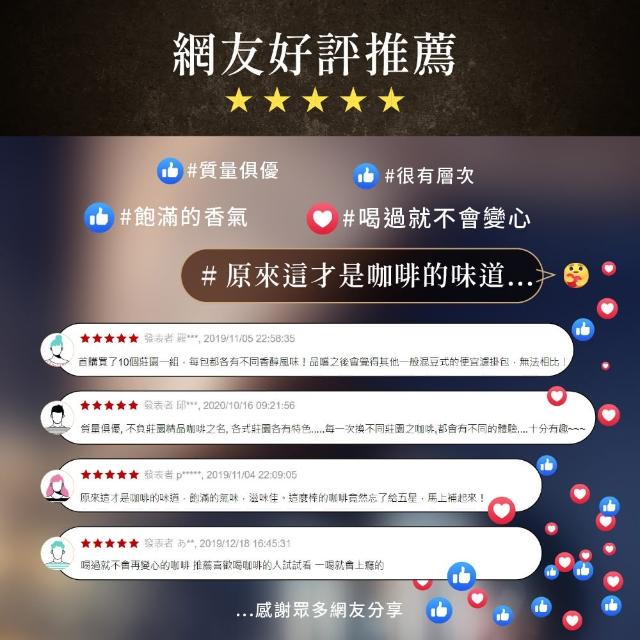 網友好評推薦
#質量俱優
#很有層次
#飽滿的香氣
#喝過就不會變心
# 原來這才是咖啡的味道...
發表者 羅***, 2019/11/05 22:58:35
首購買了10個莊園一組，每包都各有不同香醇風味！品嚐之後會覺得其他一般混豆式的便宜濾掛包，無法相比！
發表者 邱***, 2020/10/16 09:21:56
質量俱優, 不負莊園精品咖啡之名, 各式莊園各有特色.....,每一次換不同莊園之咖啡,都會有不同的體驗....十分有趣~~~
發表者 p*****, 2019/11/04 22:09:05
原來這才是咖啡的味道，飽滿的氣味，滋味佳。這麼棒的咖啡竟然忘了給五星，馬上補起來！
發表者 あ**, 2019/12/18 16:45:31
喝過就不會再變心的咖啡 推薦喜歡喝咖啡的人試試看 一喝就會上癮的
...感謝眾多網友分享